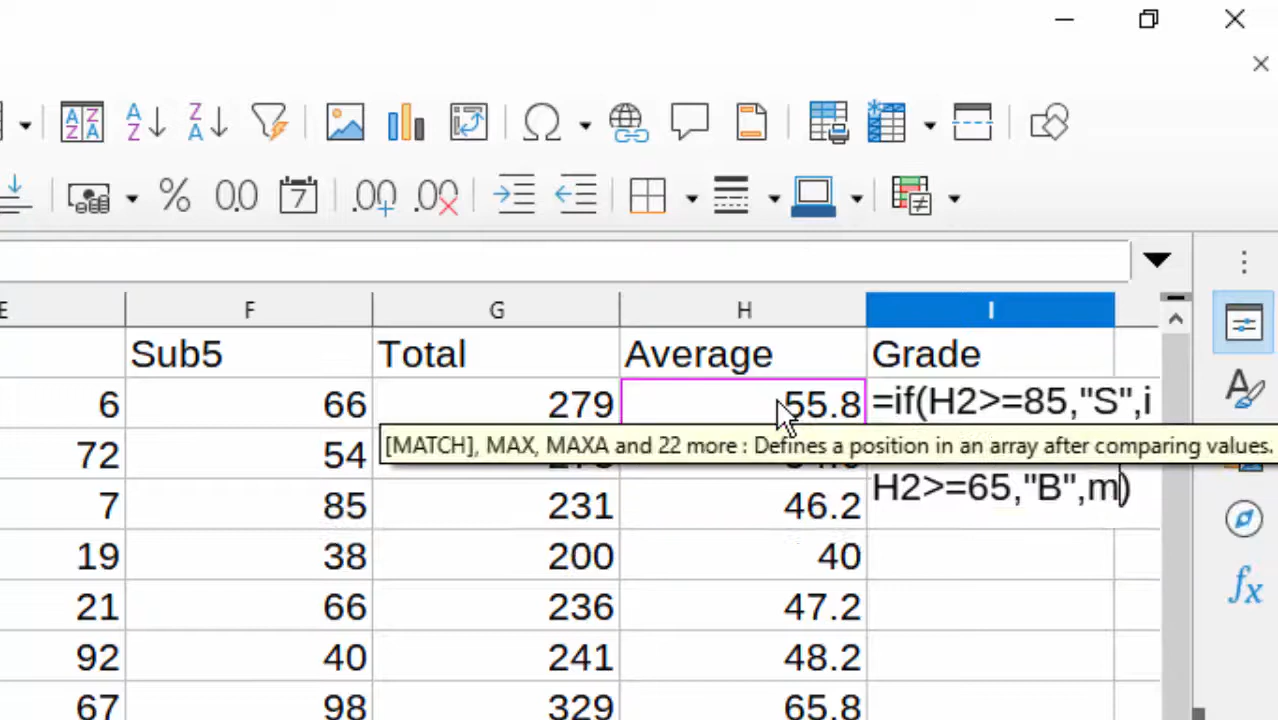 E F G H I
Sub5 Total Average Grade
6 66 279 55.8 =if(H2>=85,"S",i
72 54
[MATCH], MAX, MAXA and 22 more : Defines a position in an array after comparing values.
7 85 231 46.2 H2>=65,"B",m)
19 38 200 40
21 66 236 47.2
92 40 241 48.2
67 98 329 65.8